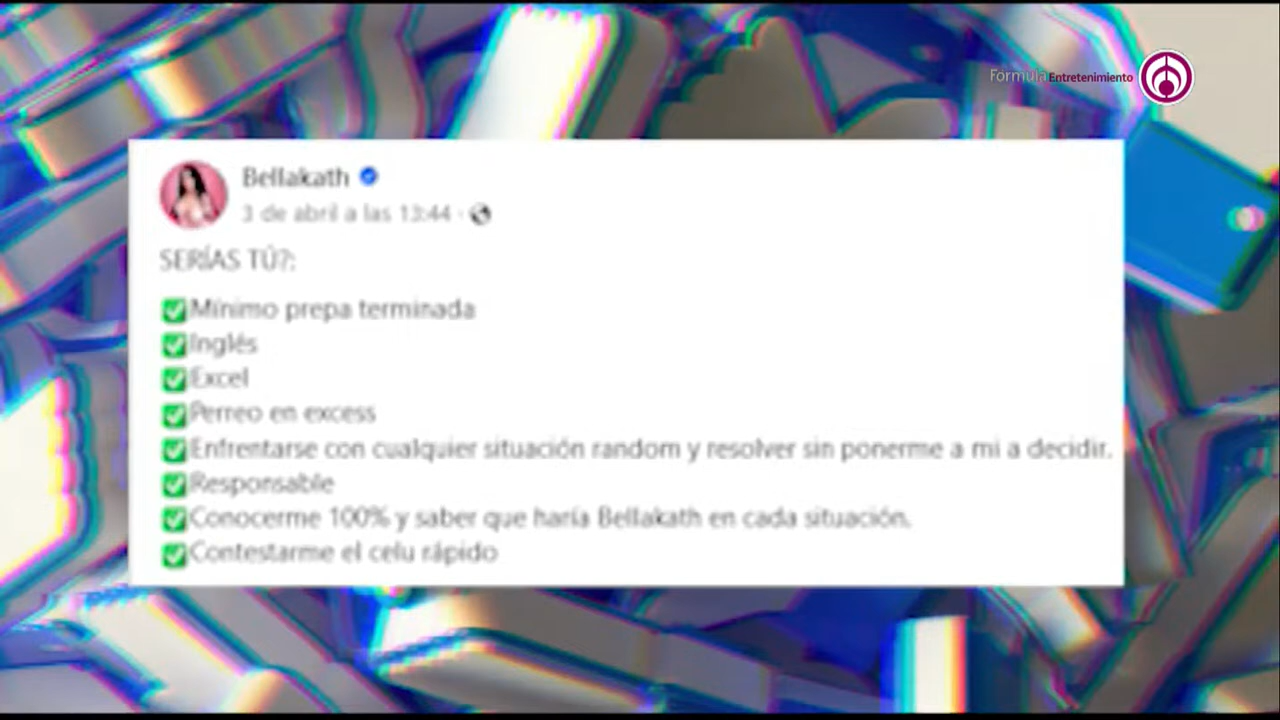 Fórmula Entretenimiento
Bellakath
3 de abril a las 13:44 ·
SERÍAS TÚ?:
✅Mínimo prepa terminada
✅Inglés
✅Excel
✅Perreo en excess
✅Enfrentarse con cualquier situación random y resolver sin ponerme a mi a decidir.
✅Responsable
✅Conocerme 100% y saber que haría Bellakath en cada situación.
✅Contestarme el celu rápido